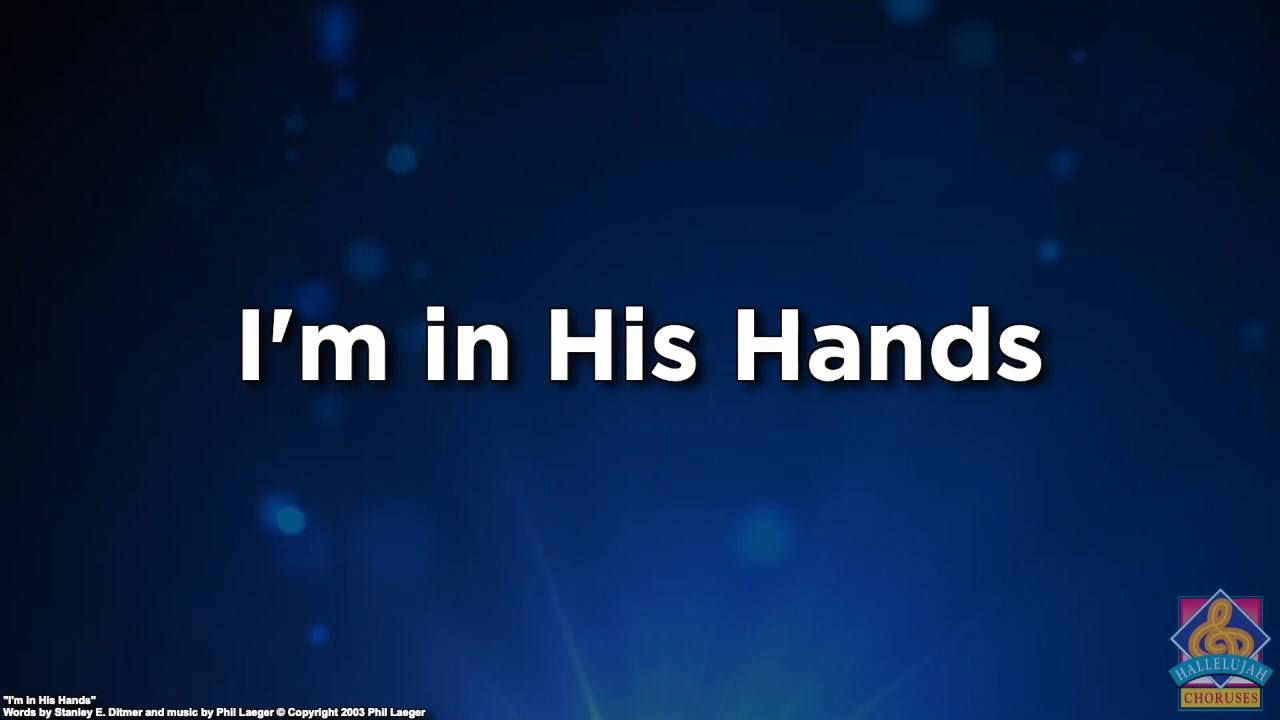 I'm in His Hands
"I'm in His Hands"
Words by Stanley E. Ditmer and music by Phil Laeger © Copyright 2003 Phil Laeger
HALLELUJAH
CHORUSES